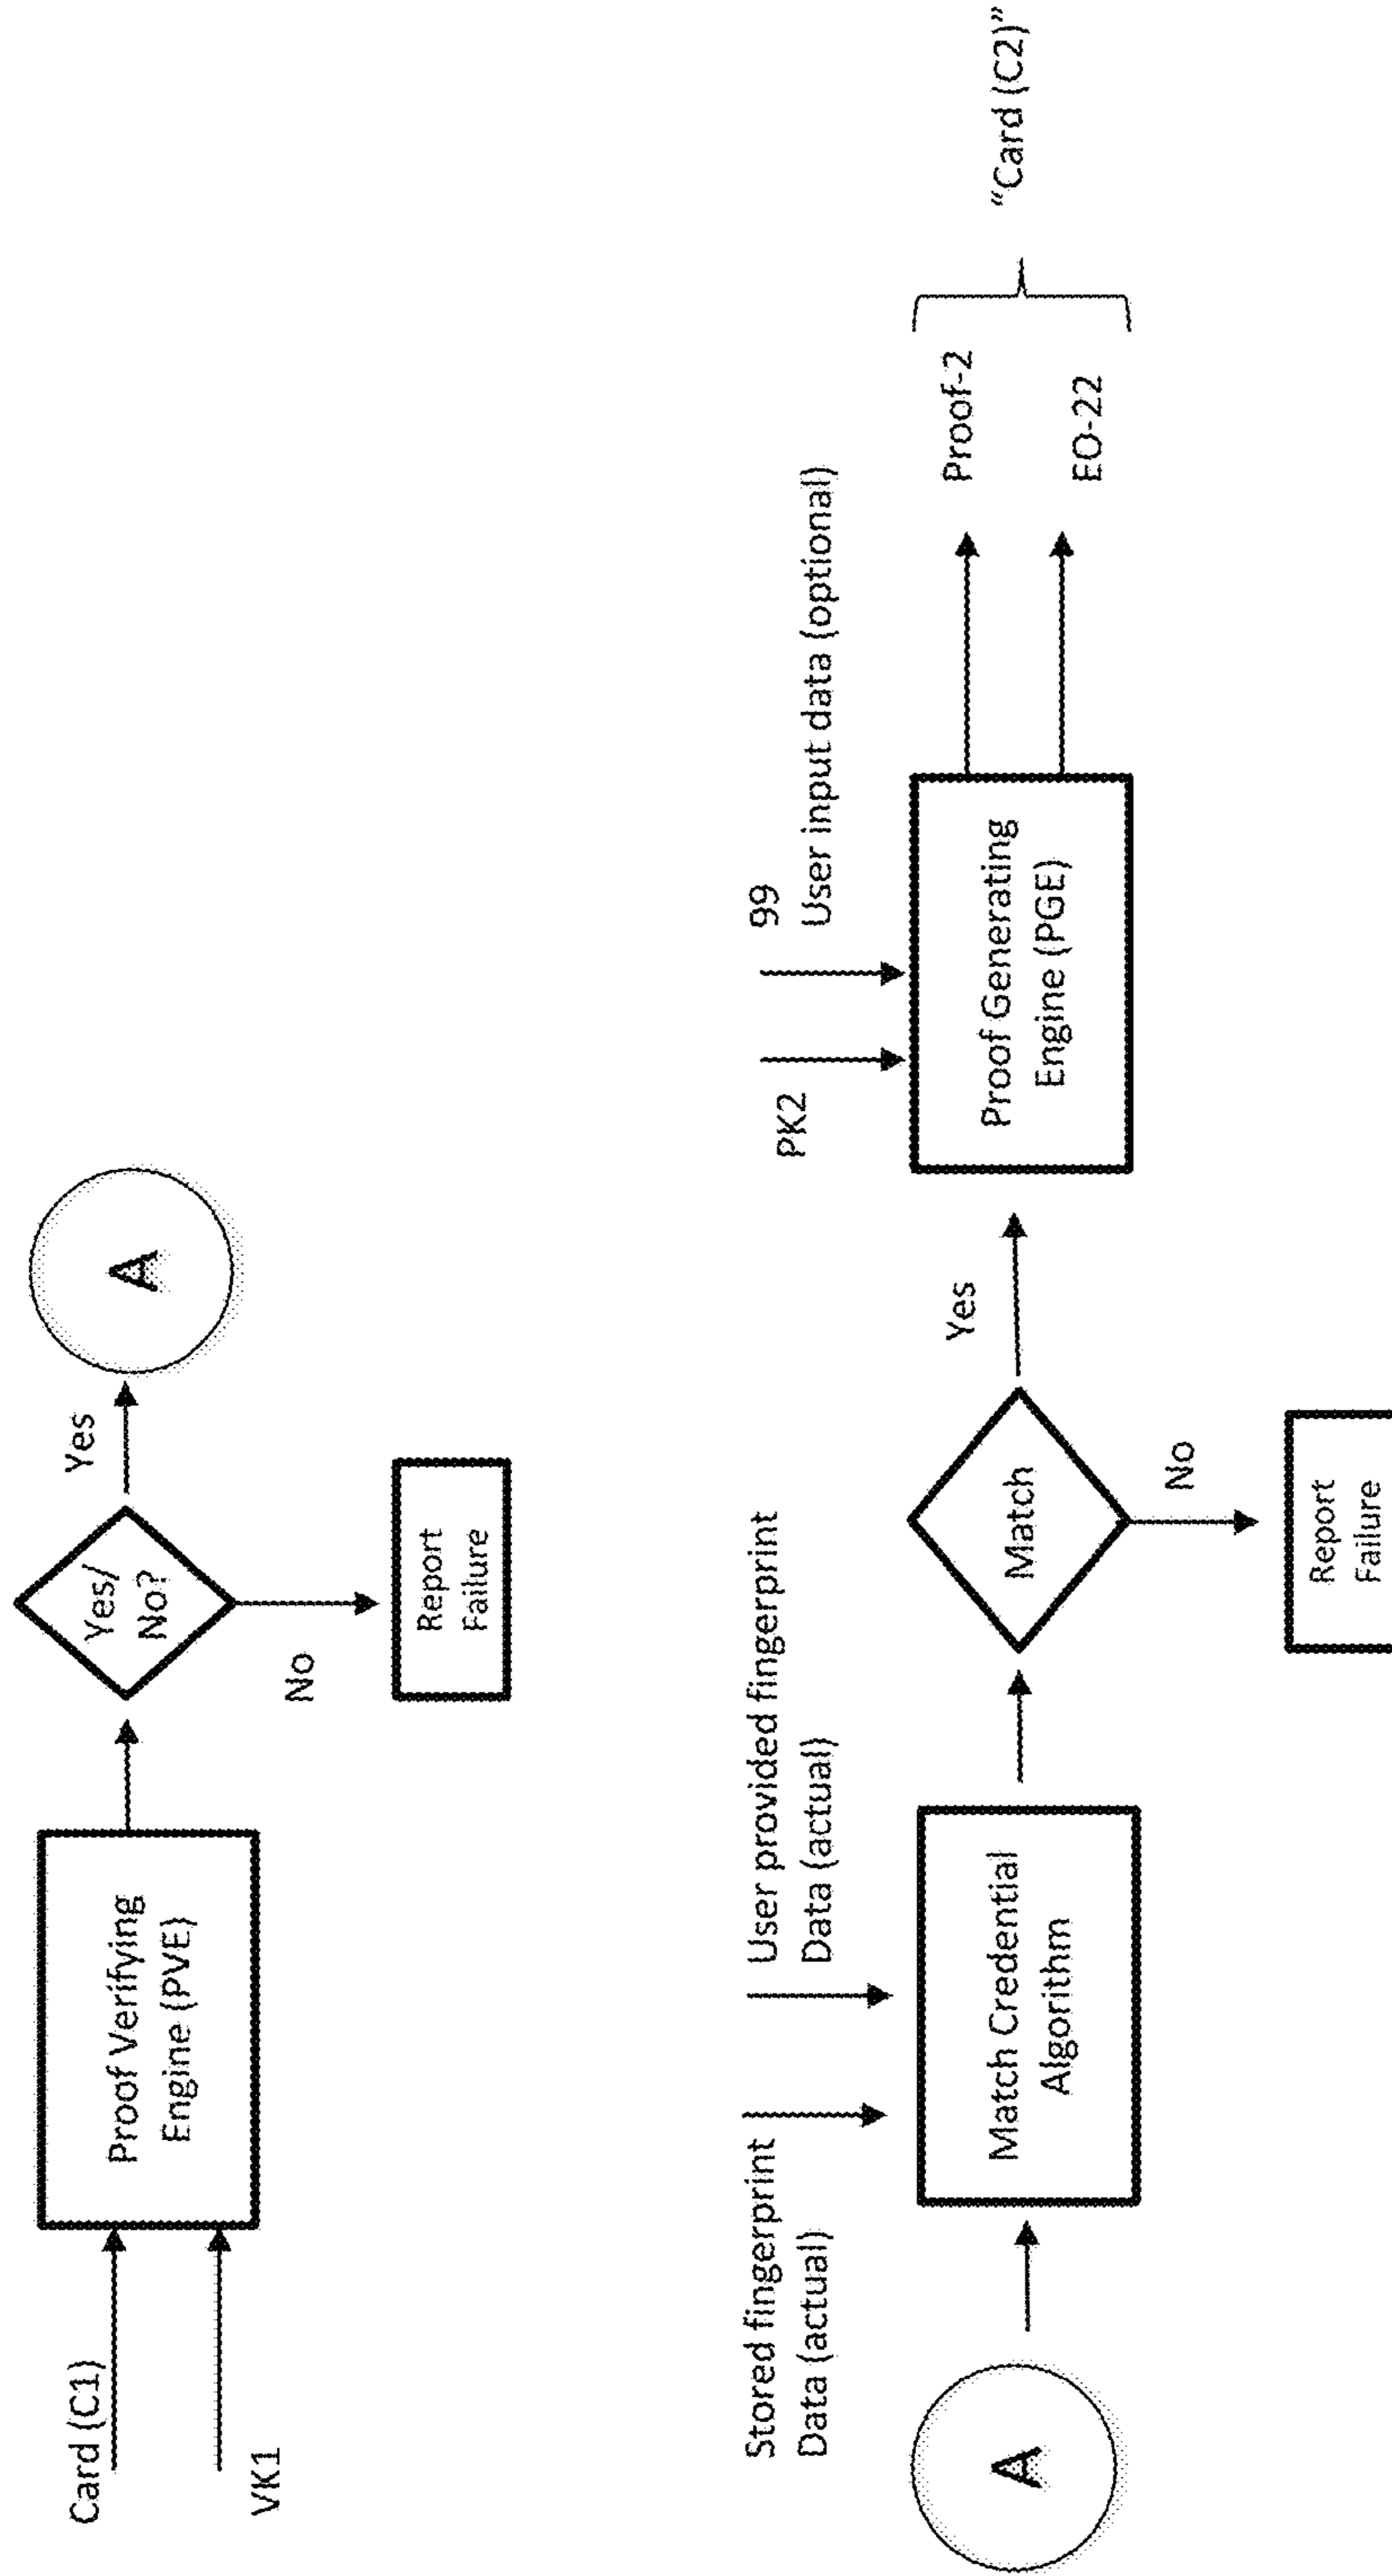 Card (C1)
VK1
Proof Verifying
Engine (PVE)
Yes/
No?
Yes
A
No
Report
Failure
A
Stored fingerprint
Data (actual)
User provided fingerprint
Data (actual)
Match Credential
Algorithm
Match
Yes
No
Report
Failure
PK2
99
User input data (optional)
Proof Generating
Engine (PGE)
Proof-2
EO-22
“Card (C2)”